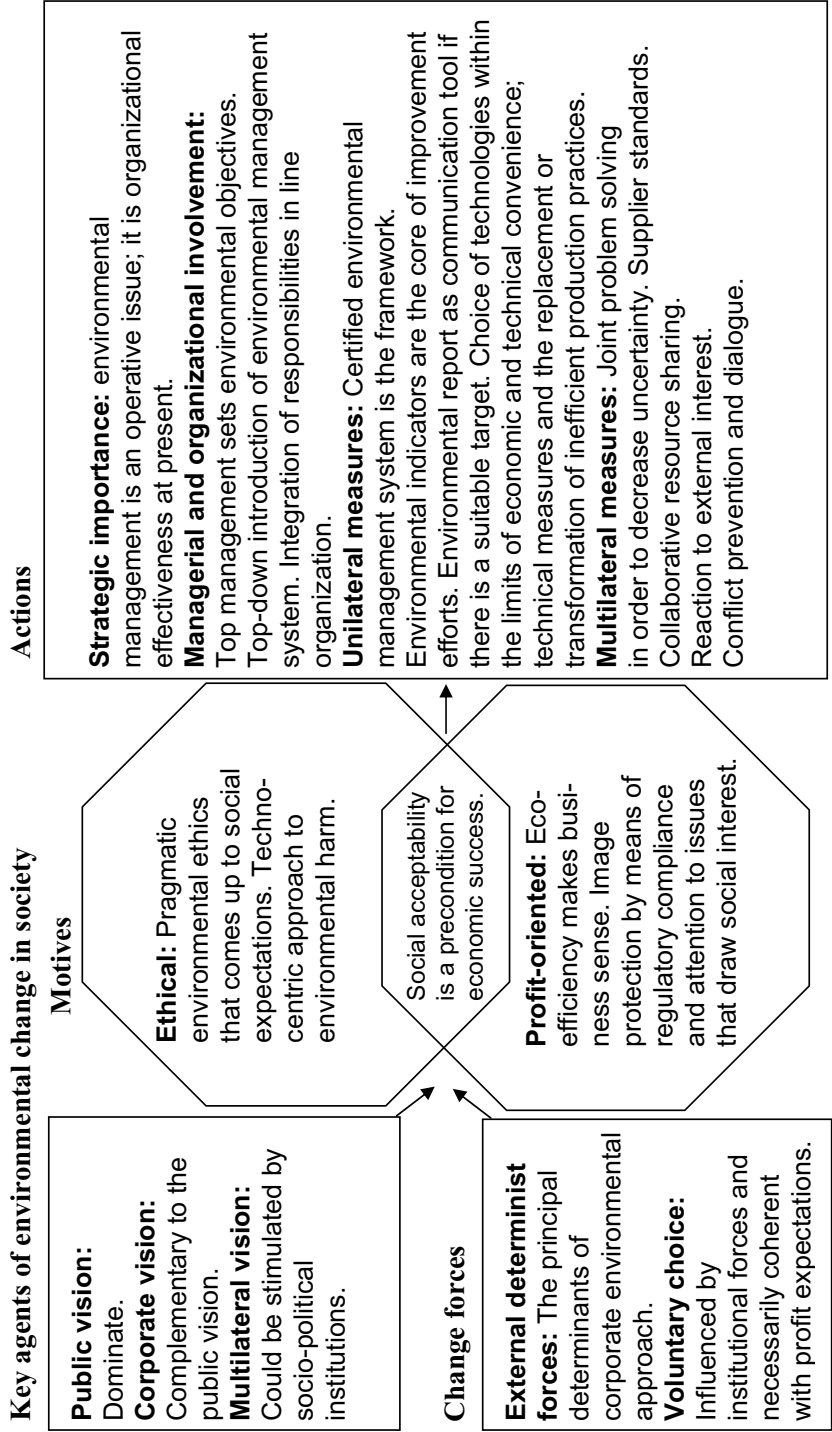 Key agents of environmental change in society
Public vision:
Dominate.
Corporate vision:
Complementary to the
public vision.
Multilateral vision:
Could be stimulated by
socio-political
institutions.
Change forces
External determinist
forces: The principal
determinants of
corporate environmental
approach.
Voluntary choice:
Influenced by
institutional forces and
necessarily coherent
with profit expectations.
Motives
Ethical: Pragmatic
environmental ethics
that comes up to social
expectations. Techno-
centric approach to
environmental harm.
Social acceptability
is a precondition for
economic success.
Profit-oriented: Eco-
efficiency makes busi-
ness sense. Image
protection by means of
regulatory compliance
and attention to issues
that draw social interest.
Actions
Strategic importance: environmental
management is an operative issue; it is organizational
effectiveness at present.
Managerial and organizational involvement:
Top management sets environmental objectives.
Top-down introduction of environmental management
system. Integration of responsibilities in line
organization.
Unilateral measures: Certified environmental
management system is the framework.
Environmental indicators are the core of improvement
efforts. Environmental report as communication tool if
there is a suitable target. Choice of technologies within
the limits of economic and technical convenience;
technical measures and the replacement or
transformation of inefficient production practices.
Multilateral measures: Joint problem solving
in order to decrease uncertainty. Supplier standards.
Collaborative resource sharing.
Reaction to external interest.
Conflict prevention and dialogue.